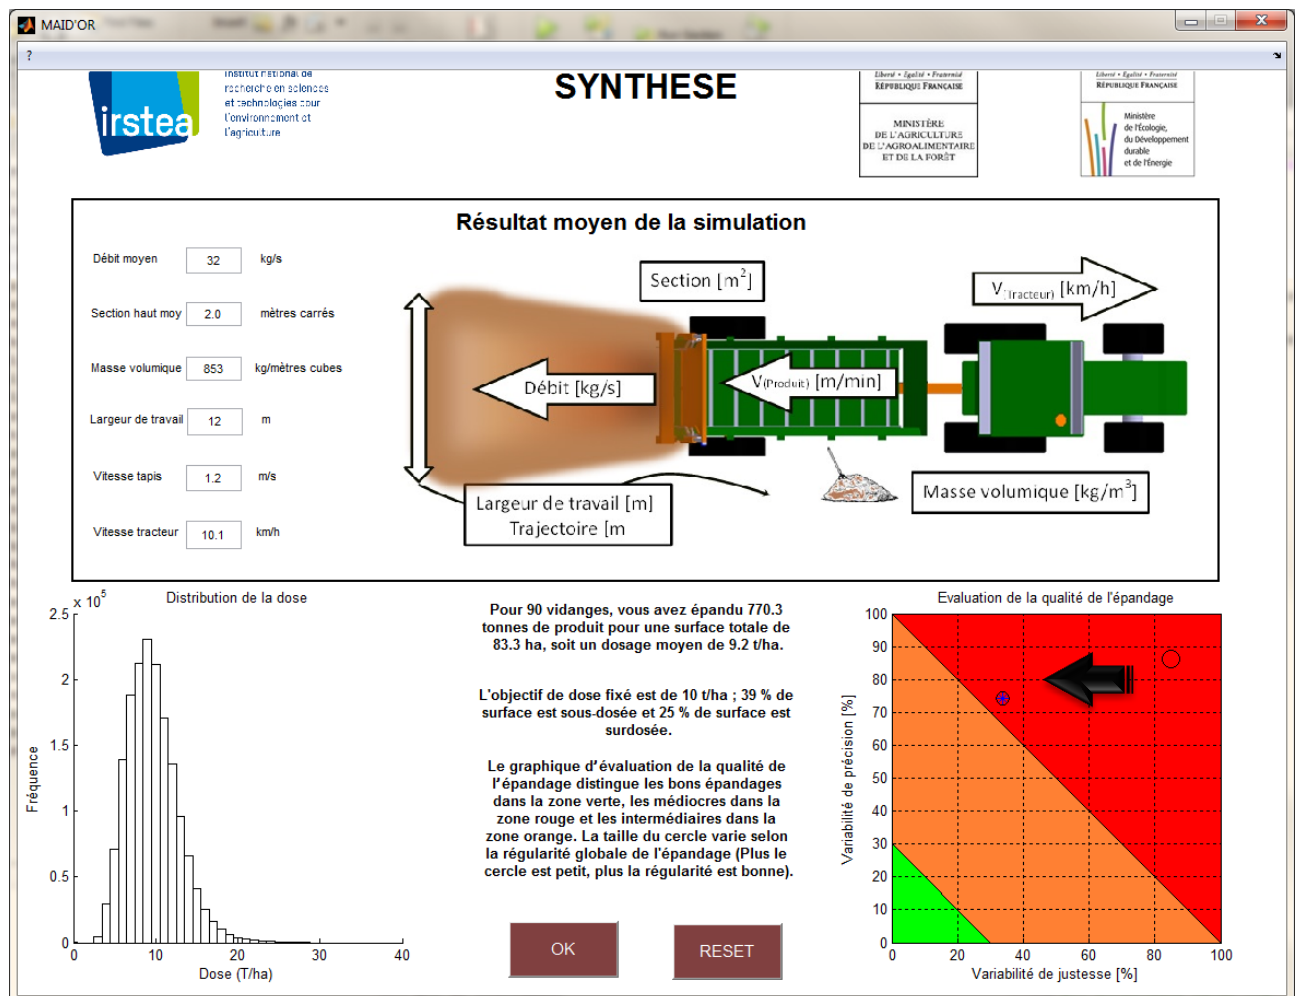 MAID'OR
?
irstea
Institut national de
recherche en sciences
et technologies pour
l'environnement et
l'agriculture
SYNTHESE
Liberté • Égalité • Fraternité
RÉPUBLIQUE FRANÇAISE
MINISTÈRE
DE L'AGRICULTURE
DE L'AGROALIMENTAIRE
ET DE LA FORÊT
Liberté • Égalité • Fraternité
RÉPUBLIQUE FRANÇAISE
Ministère
de l'Écologie,
du Développement
durable
et de l'Énergie
Résultat moyen de la simulation
Débit moyen 32 kg/s
Section haut moy 2.0 mètres carrés
Masse volumique 853 kg/mètres cubes
Largeur de travail 12 m
Vitesse tapis 1.2 m/s
Vitesse tracteur 10.1 km/h
Section [m²]
V(Tracteur) [km/h]
Débit [kg/s]
V(Produit) [m/min]
Largeur de travail [m]
Trajectoire [m
Masse volumique [kg/m³]
Distribution de la dose
x 10⁵
2.5
2
1.5
1
0.5
0
Fréquence
0 10 20 30 40
Dose (T/ha)
Pour 90 vidanges, vous avez épandu 770.3
tonnes de produit pour une surface totale de
83.3 ha, soit un dosage moyen de 9.2 t/ha.
L'objectif de dose fixé est de 10 t/ha ; 39 % de
surface est sous-dosée et 25 % de surface est
surdosée.
Le graphique d'évaluation de la qualité de
l'épandage distingue les bons épandages
dans la zone verte, les médiocres dans la
zone rouge et les intermédiaires dans la
zone orange. La taille du cercle varie selon
la régularité globale de l'épandage (Plus le
cercle est petit, plus la régularité est bonne).
OK
RESET
Evaluation de la qualité de l'épandage
100
90
80
70
60
50
40
30
20
10
0
Variabilité de précision [%]
0 20 40 60 80 100
Variabilité de justesse [%]